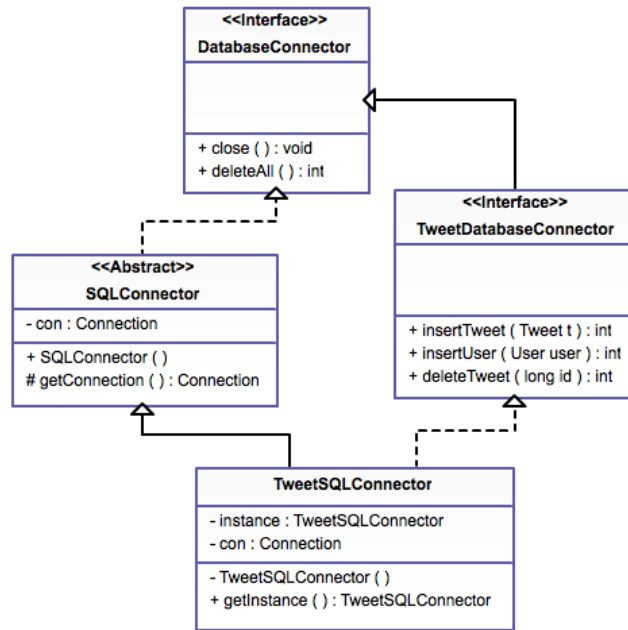 <<Interface>>
DatabaseConnector
+ close ( ) : void
+ deleteAll ( ) : int
<<Interface>>
TweetDatabaseConnector
+ insertTweet ( Tweet t ) : int
+ insertUser ( User user ) : int
+ deleteTweet ( long id ) : int
<<Abstract>>
SQLConnector
- con : Connection
+ SQLConnector ( )
# getConnection ( ) : Connection
TweetSQLConnector
- instance : TweetSQLConnector
- con : Connection
- TweetSQLConnector ( )
+ getInstance ( ) : TweetSQLConnector